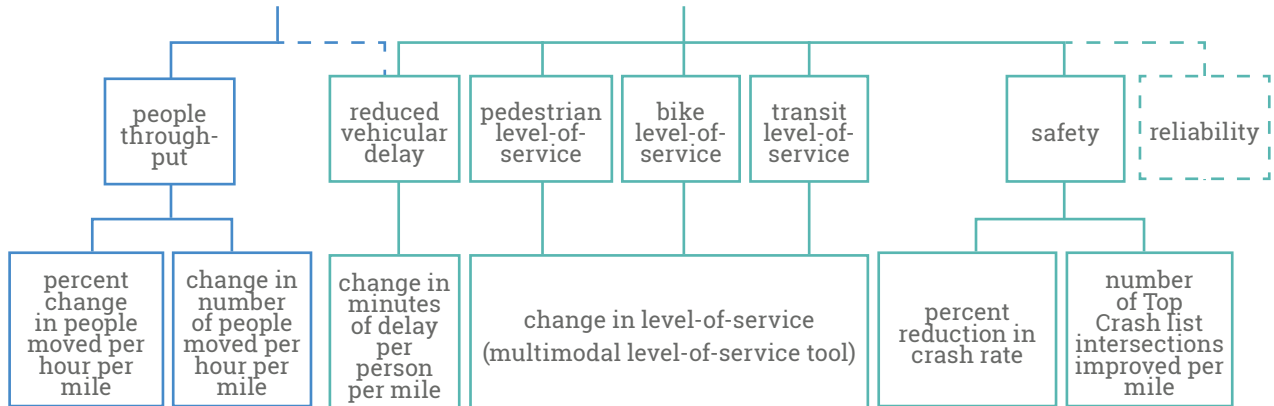 people
through-
put
reduced
vehicular
delay
pedestrian
level-of-
service
bike
level-of-
service
transit
level-of-
service
safety
reliability
percent
change
in people
moved per
hour per
mile
change in
number
of people
moved per
hour per
mile
change in
minutes
of delay
per
person
per mile
change in level-of-service
(multimodal level-of-service tool)
percent
reduction in
crash rate
number
of Top
Crash list
intersections
improved per
mile